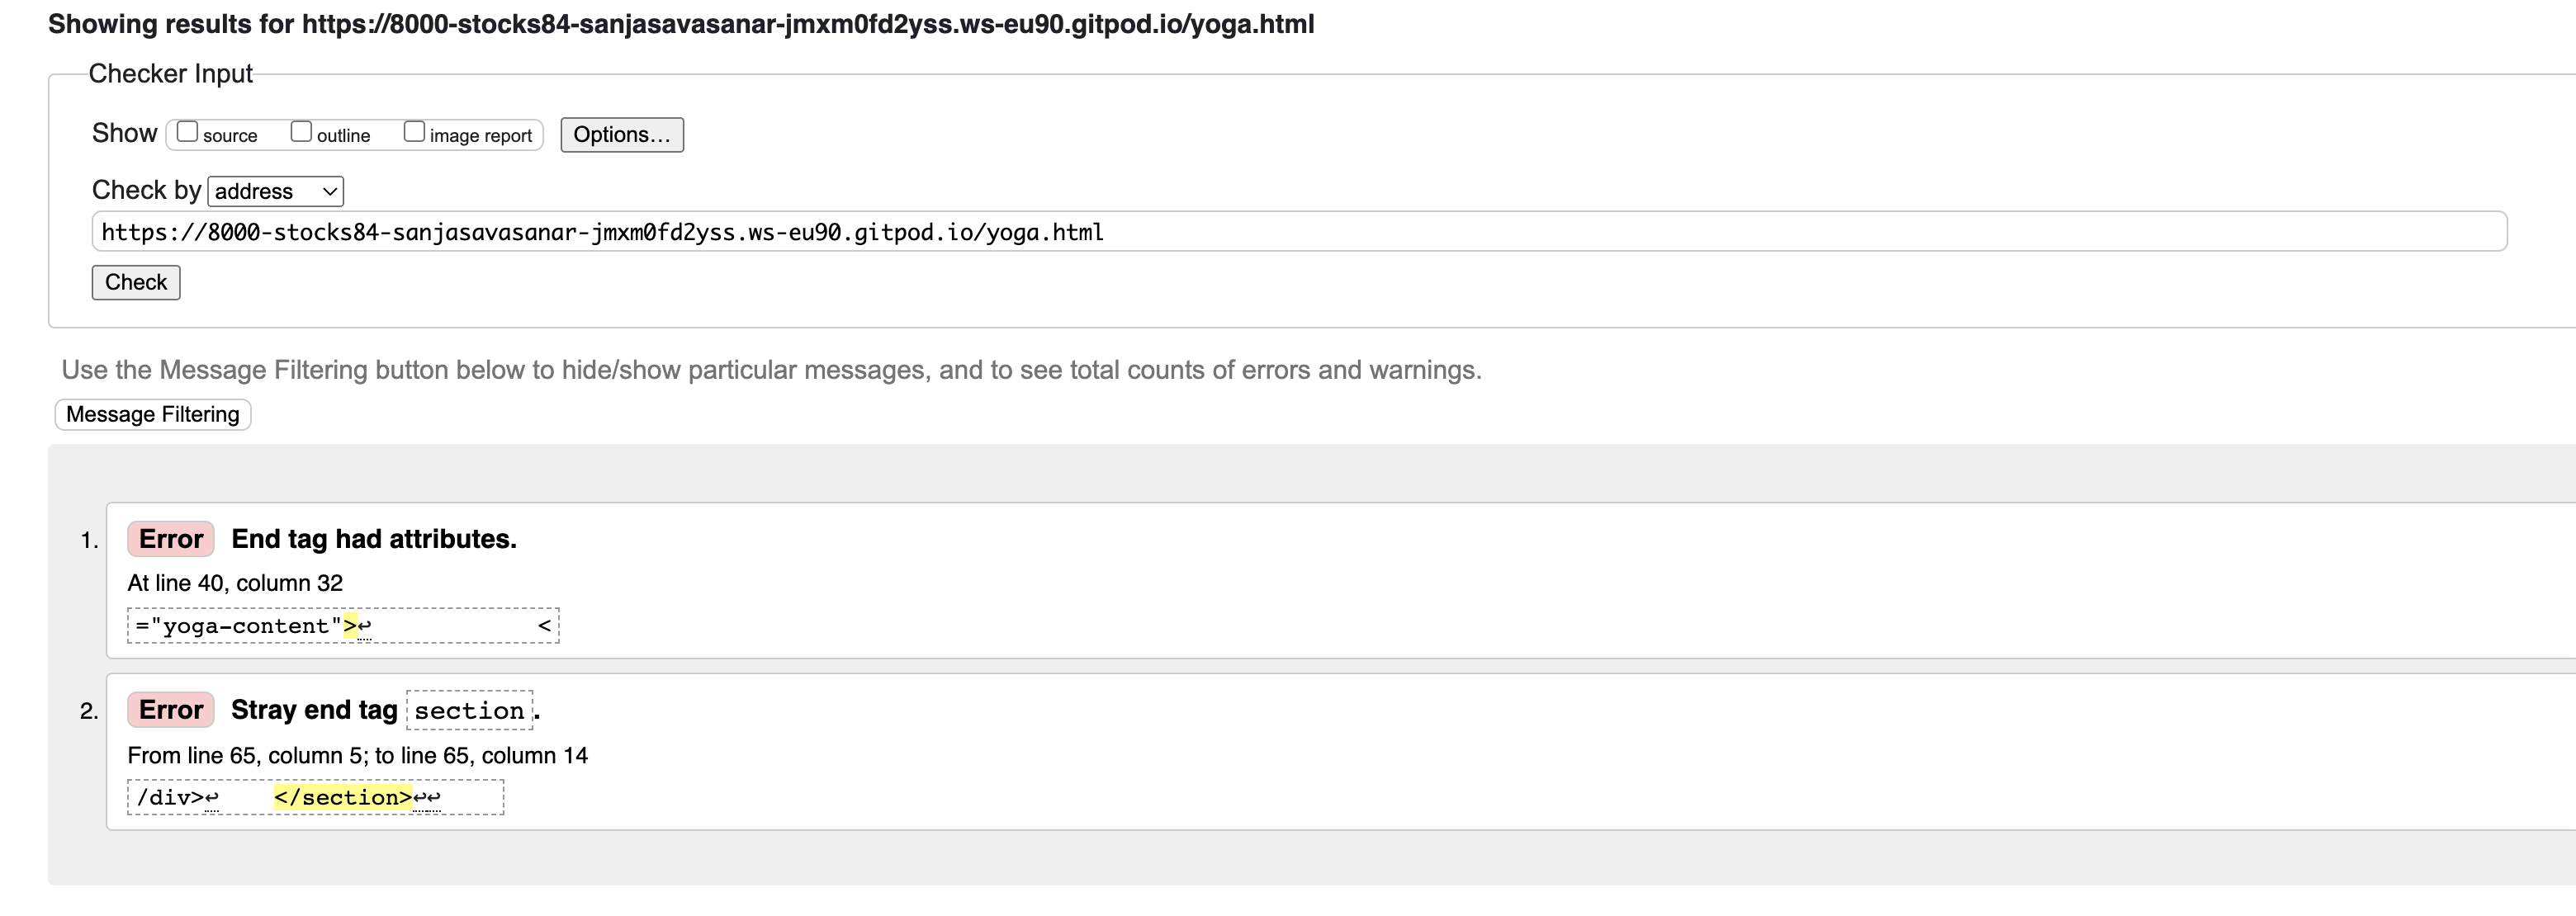 Showing results for https://8000-stocks84-sanjasavasanar-jmxm0fd2yss.ws-eu90.gitpod.io/yoga.html
Checker Input
Show source outline image report Options...
Check by address
https://8000-stocks84-sanjasavasanar-jmxm0fd2yss.ws-eu90.gitpod.io/yoga.html
Check
Use the Message Filtering button below to hide/show particular messages, and to see total counts of errors and warnings.
Message Filtering
1. Error End tag had attributes.
At line 40, column 32
="yoga-content">↩ <
2. Error Stray end tag section.
From line 65, column 5; to line 65, column 14
/div>↩ </section>↩↩